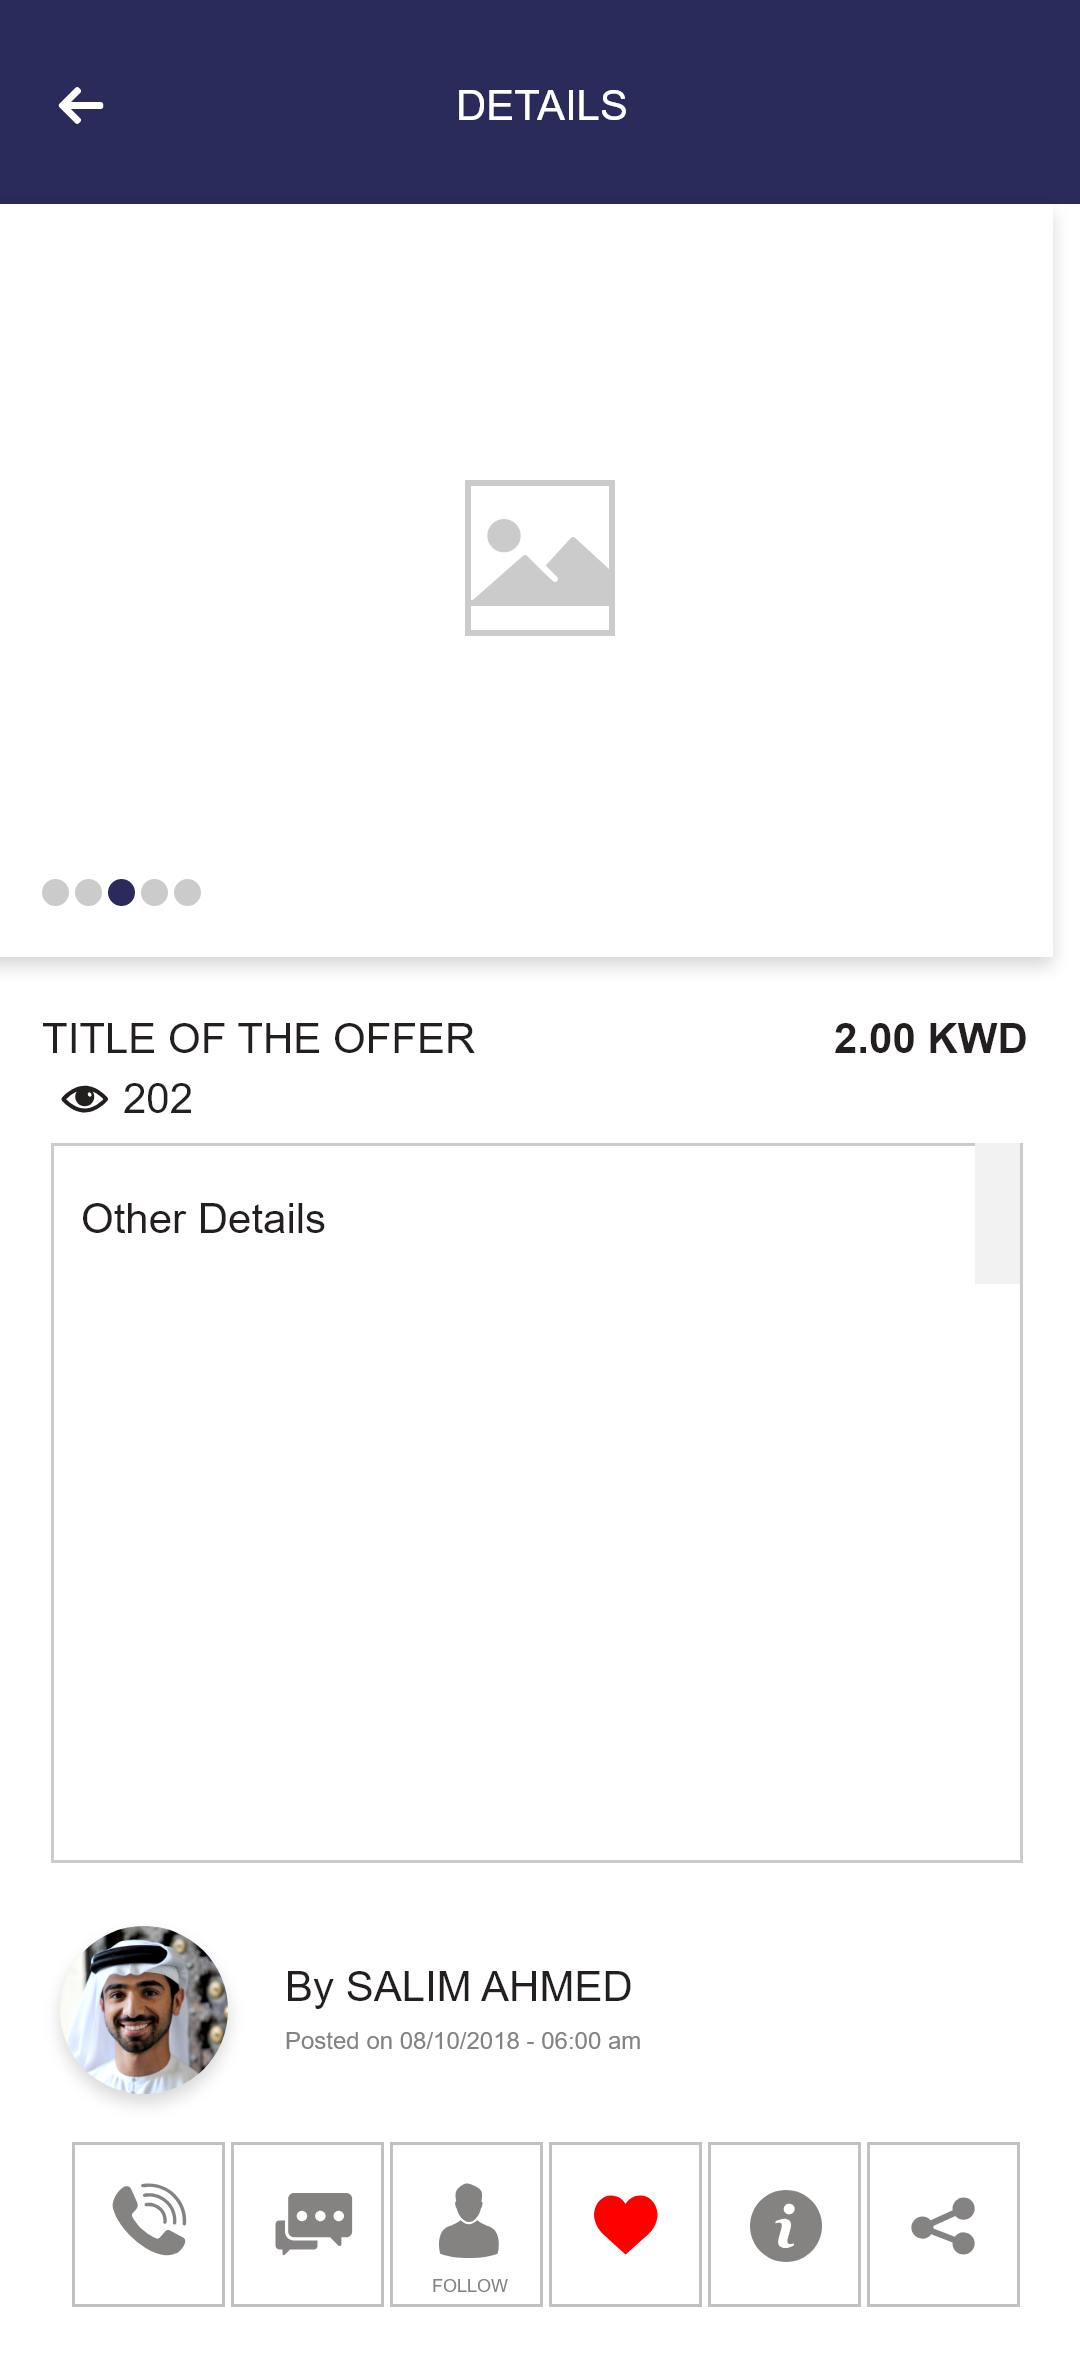 DETAILS
TITLE OF THE OFFER
2.00 KWD
202
Other Details
By SALIM AHMED
Posted on 08/10/2018 - 06:00 am
FOLLOW